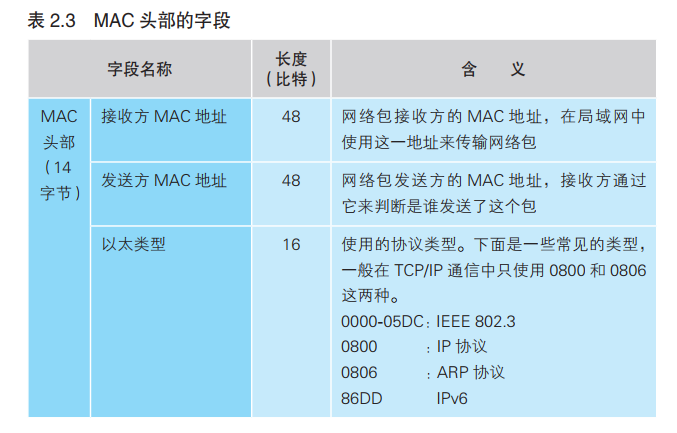 表 2.3 MAC 头部的字段
字段名称
长度
（比特）
含 义
MAC
头部
（14
字节）
接收方 MAC 地址
48
网络包接收方的 MAC 地址，在局域网中
使用这一地址来传输网络包
发送方 MAC 地址
48
网络包发送方的 MAC 地址，接收方通过
它来判断是谁发送了这个包
以太类型
16
使用的协议类型。下面是一些常见的类型，
一般在 TCP/IP 通信中只使用 0800 和 0806
这两种。
0000-05DC：IEEE 802.3
0800 ：IP 协议
0806 ：ARP 协议
86DD IPv6